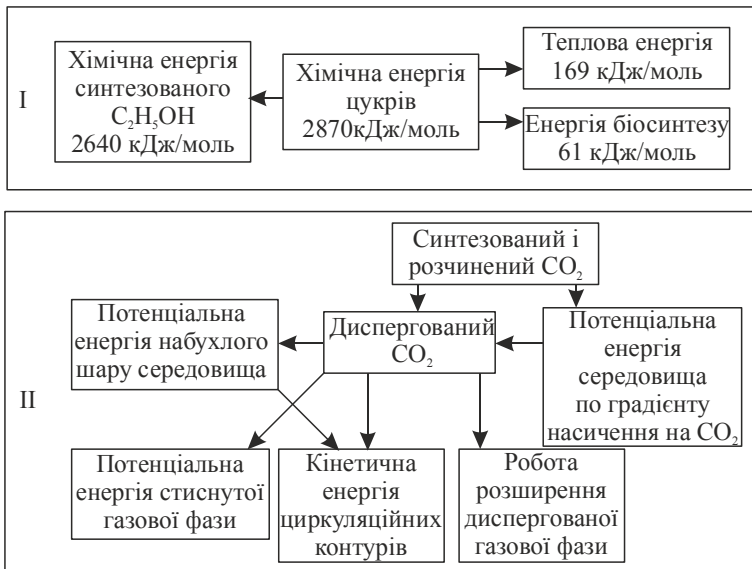 I
Хімічна енергія
синтезованого
C₂H₅OH
2640 кДж/моль
Хімічна енергія
цукрів
2870кДж/моль
Теплова енергія
169 кДж/моль
Енергія біосинтезу
61 кДж/моль
II
Синтезований і
розчинений CO₂
Потенціальна
енергія набухлого
шару середовища
Диспергований
CO₂
Потенціальна
енергія
середовища
по градієнту
насичення на CO₂
Потенціальна
енергія стиснутої
газової фази
Кінетична
енергія
циркуляційних
контурів
Робота
розширення
диспергованої
газової фази